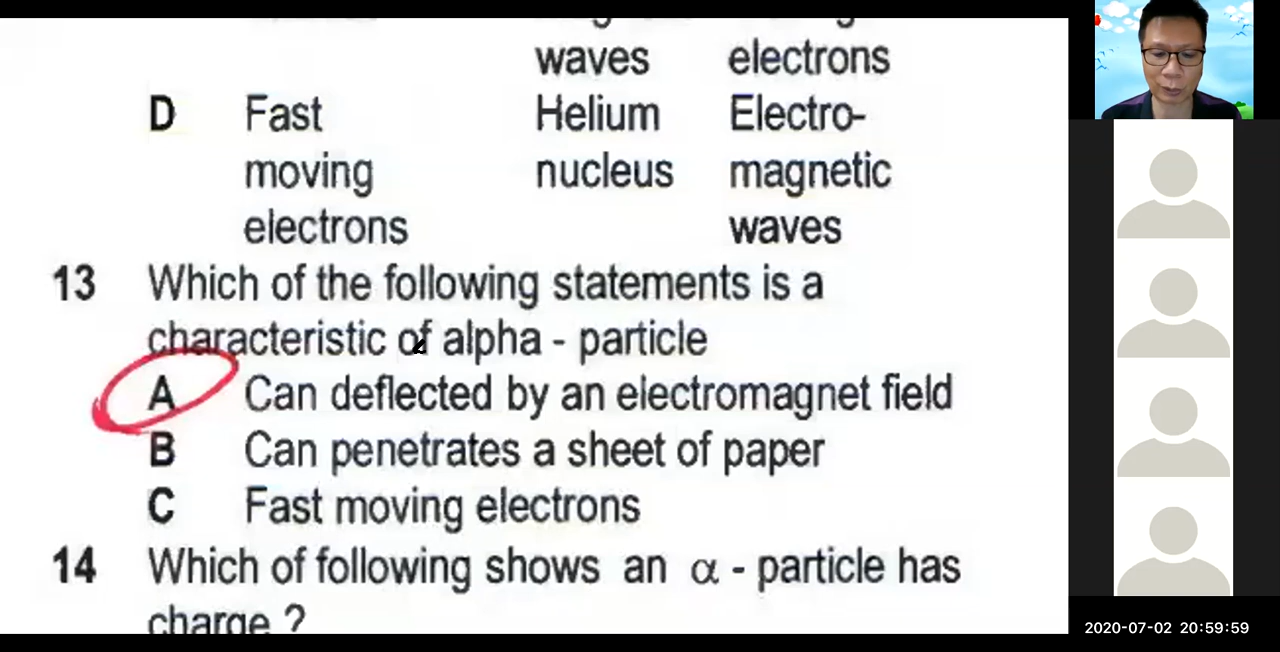 waves electrons
D Fast Helium Electro-
moving nucleus magnetic
electrons waves
13 Which of the following statements is a
characteristic of alpha - particle
A Can deflected by an electromagnet field
B Can penetrates a sheet of paper
C Fast moving electrons
14 Which of following shows an α - particle has
charge ?
2020-07-02 20:59:59